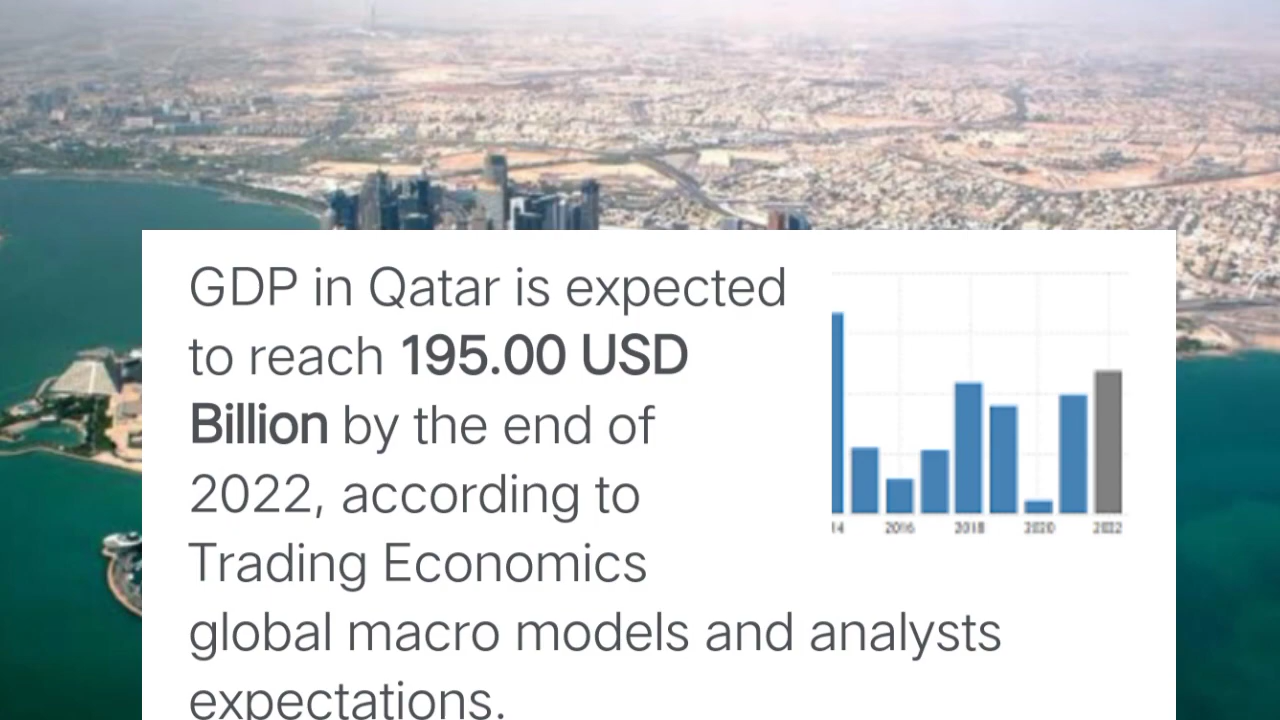 GDP in Qatar is expected
to reach 195.00 USD
Billion by the end of
2022, according to
Trading Economics
global macro models and analysts
expectations.
14 2016 2018 2020 2022